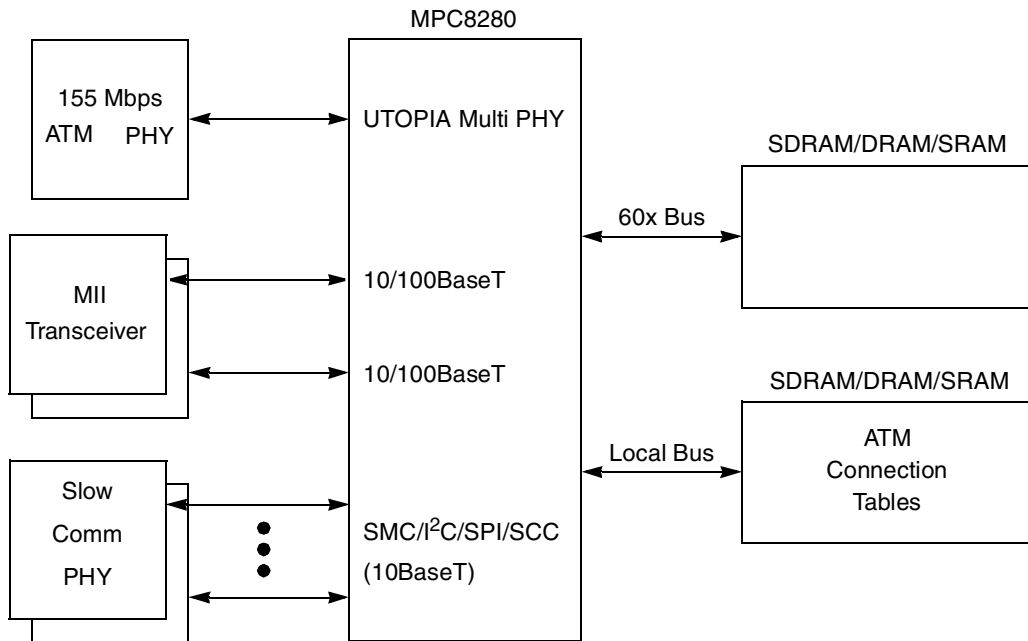 MPC8280
155 Mbps
ATM PHY
UTOPIA Multi PHY
SDRAM/DRAM/SRAM
60x Bus
MII
Transceiver
10/100BaseT
10/100BaseT
SDRAM/DRAM/SRAM
Local Bus
ATM
Connection
Tables
Slow
Comm
PHY
SMC/I²C/SPI/SCC
(10BaseT)